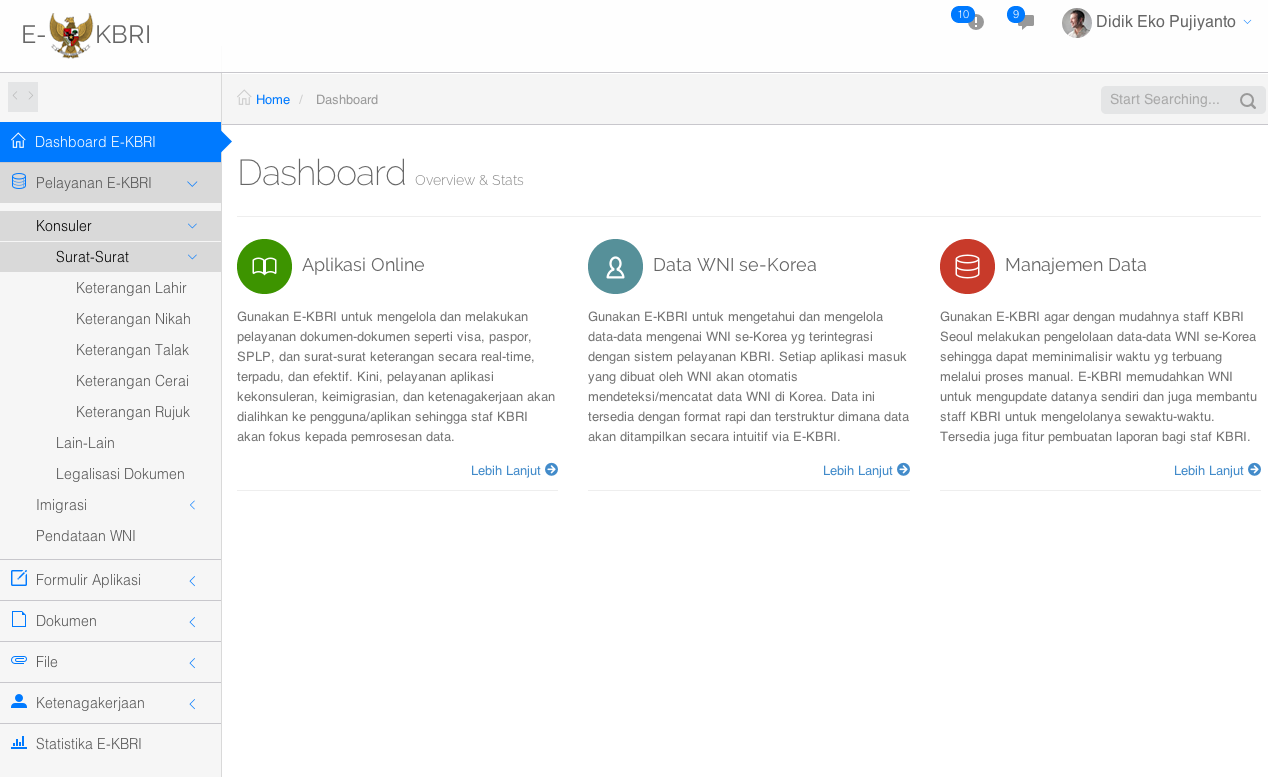 E-KBRI
10
9
Didik Eko Pujiyanto
Home / Dashboard
Start Searching...
Dashboard E-KBRI
Pelayanan E-KBRI
Konsuler
Surat-Surat
Keterangan Lahir
Keterangan Nikah
Keterangan Talak
Keterangan Cerai
Keterangan Rujuk
Lain-Lain
Legalisasi Dokumen
Imigrasi
Pendataan WNI
Formulir Aplikasi
Dokumen
File
Ketenagakerjaan
Statistika E-KBRI
Dashboard Overview & Stats
Aplikasi Online
Gunakan E-KBRI untuk mengelola dan melakukan
pelayanan dokumen-dokumen seperti visa, paspor,
SPLP, dan surat-surat keterangan secara real-time,
terpadu, dan efektif. Kini, pelayanan aplikasi
kekonsuleran, keimigrasian, dan ketenagakerjaan akan
dialihkan ke pengguna/aplikan sehingga staf KBRI
akan fokus kepada pemrosesan data.
Lebih Lanjut
Data WNI se-Korea
Gunakan E-KBRI untuk mengetahui dan mengelola
data-data mengenai WNI se-Korea yg terintegrasi
dengan sistem pelayanan KBRI. Setiap aplikasi masuk
yang dibuat oleh WNI akan otomatis
mendeteksi/mencatat data WNI di Korea. Data ini
tersedia dengan format rapi dan terstruktur dimana data
akan ditampilkan secara intuitif via E-KBRI.
Lebih Lanjut
Manajemen Data
Gunakan E-KBRI agar dengan mudahnya staff KBRI
Seoul melakukan pengelolaan data-data WNI se-Korea
sehingga dapat meminimalisir waktu yg terbuang
melalui proses manual. E-KBRI memudahkan WNI
untuk mengupdate datanya sendiri dan juga membantu
staff KBRI untuk mengelolanya sewaktu-waktu.
Tersedia juga fitur pembuatan laporan bagi staf KBRI.
Lebih Lanjut